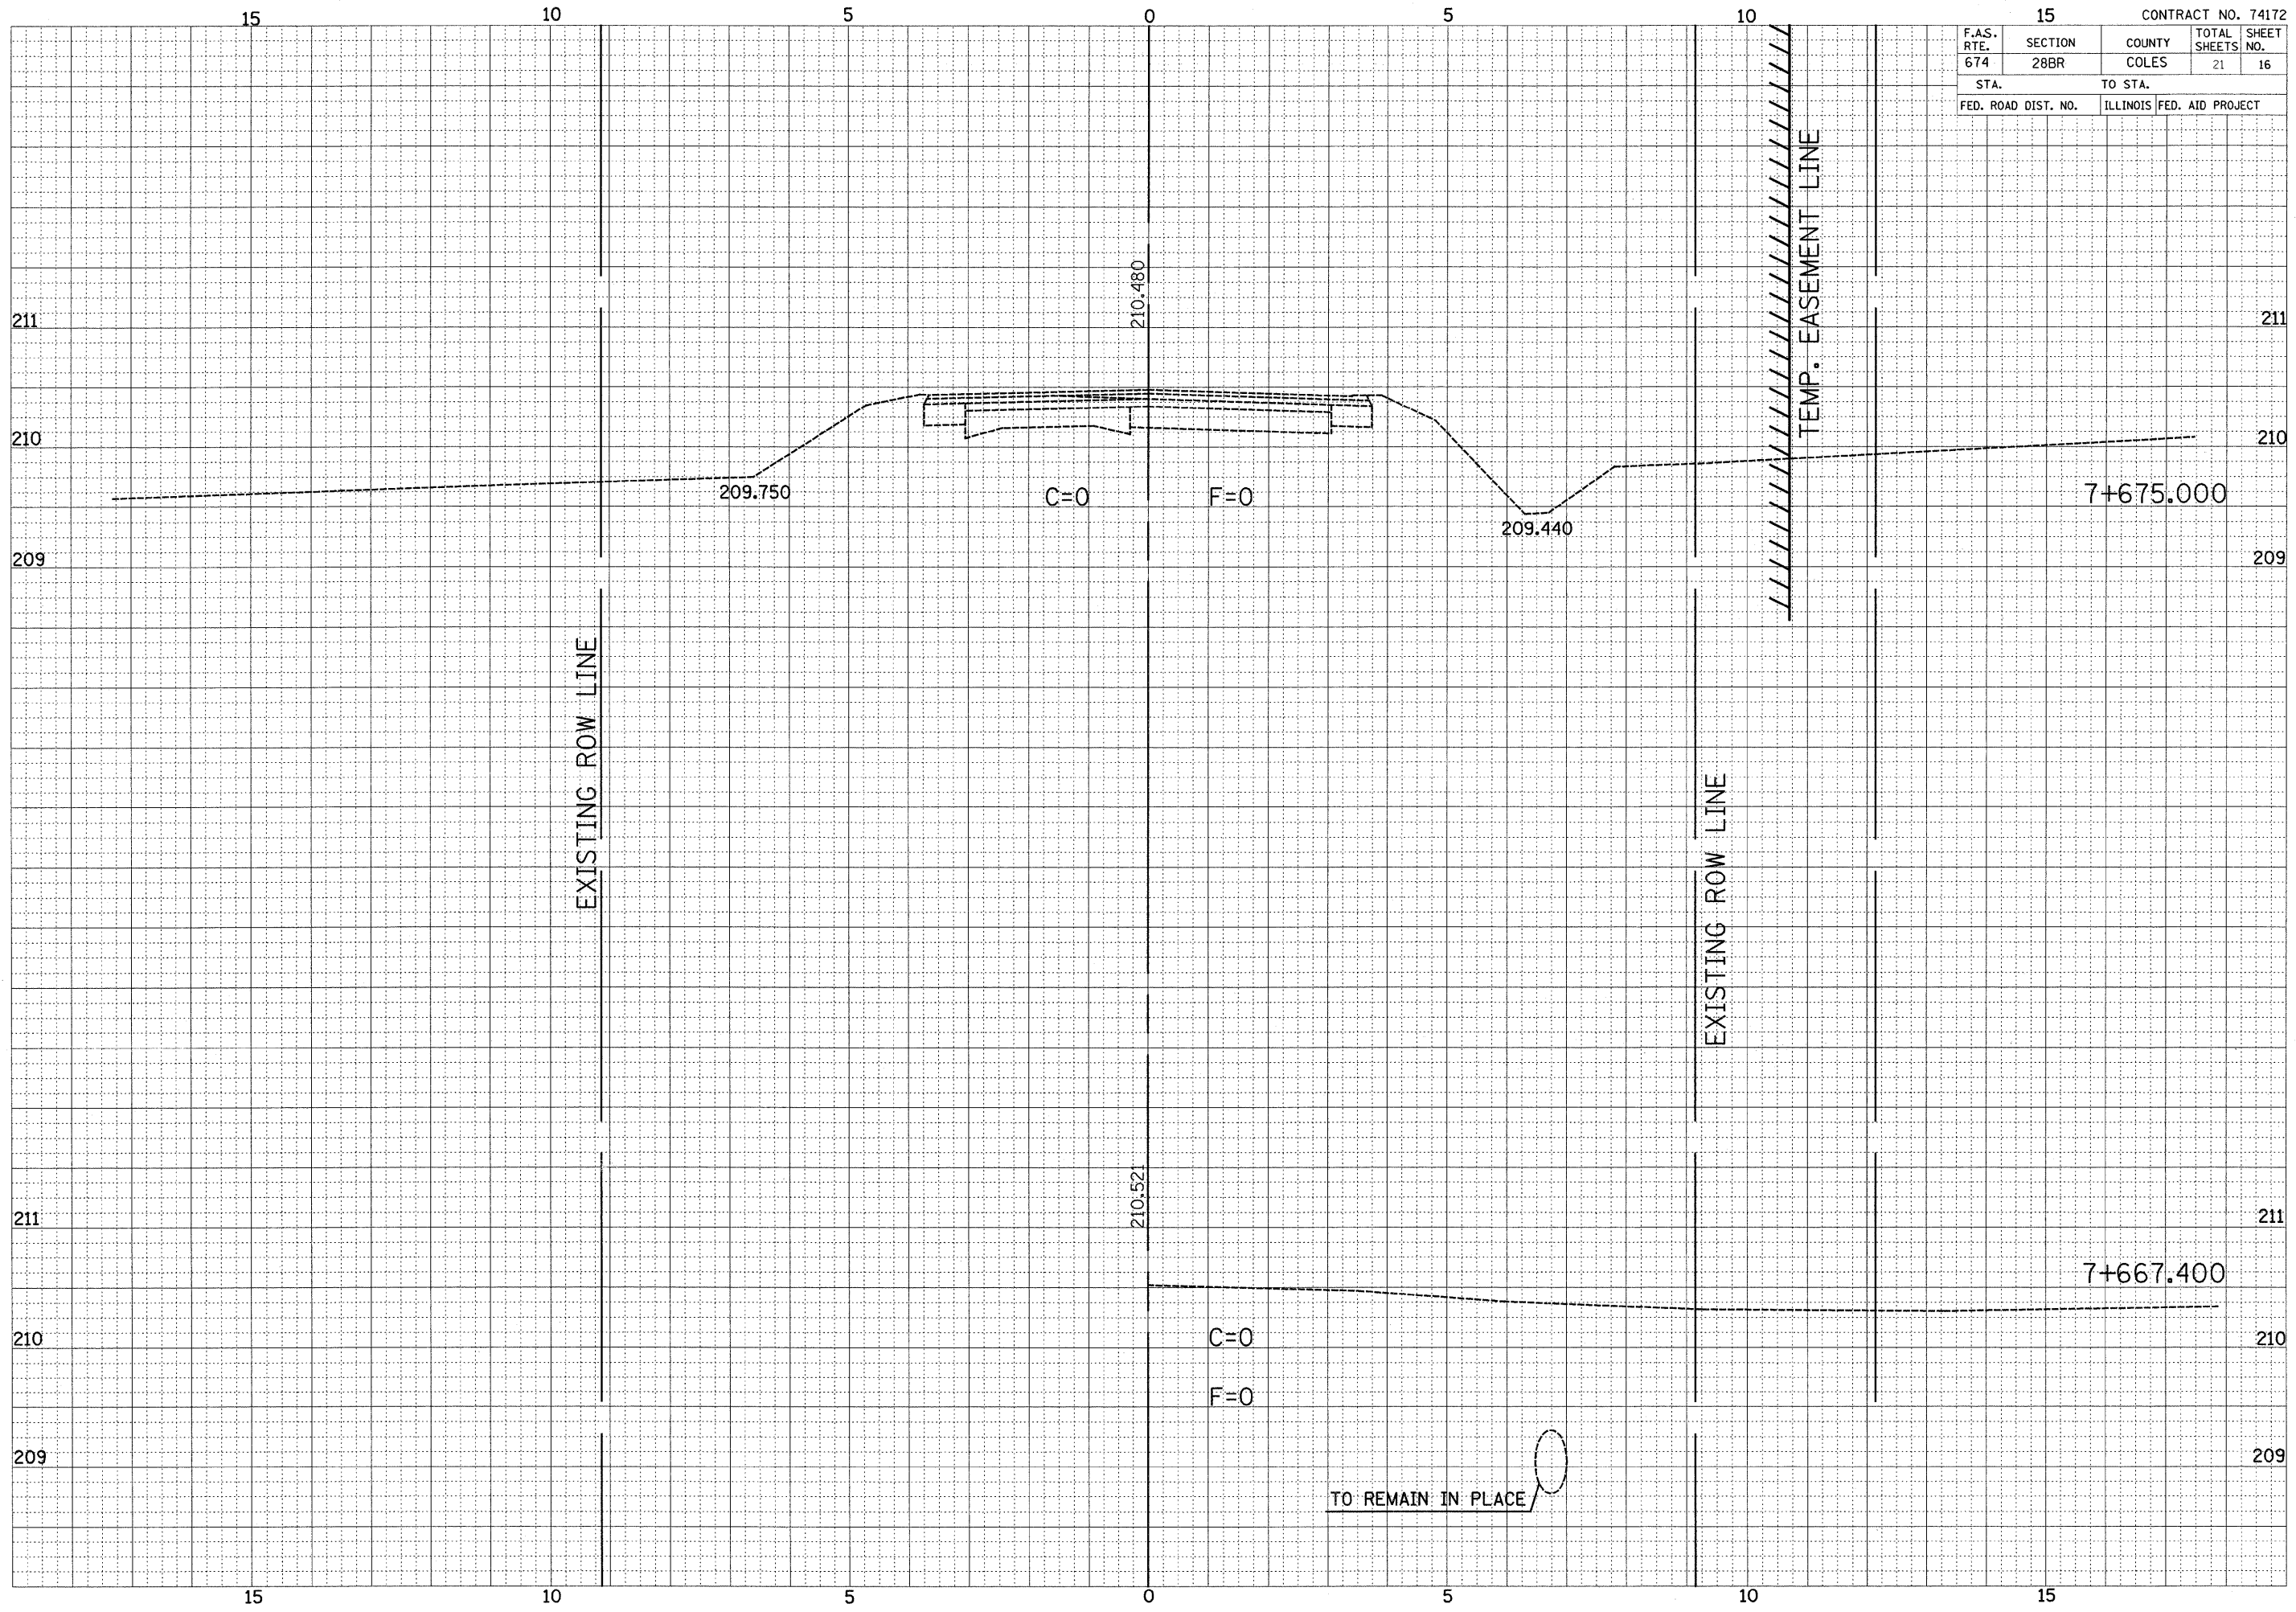 15 10 5 0 5 10 15
CONTRACT NO. 74172
F.A.S. RTE. SECTION COUNTY TOTAL SHEETS SHEET NO.
674 28BR COLES 21 16
STA. TO STA.
FED. ROAD DIST. NO. ILLINOIS FED. AID PROJECT
TEMP. EASEMENT LINE
210.480
211 211
210 210
209.750 C=0 F=0 7+675.000
209.440
209 209
EXISTING ROW LINE
EXISTING ROW LINE
210.521
211 211
7+667.400
C=0
210 210
F=0
209 209
TO REMAIN IN PLACE
15 10 5 0 5 10 15